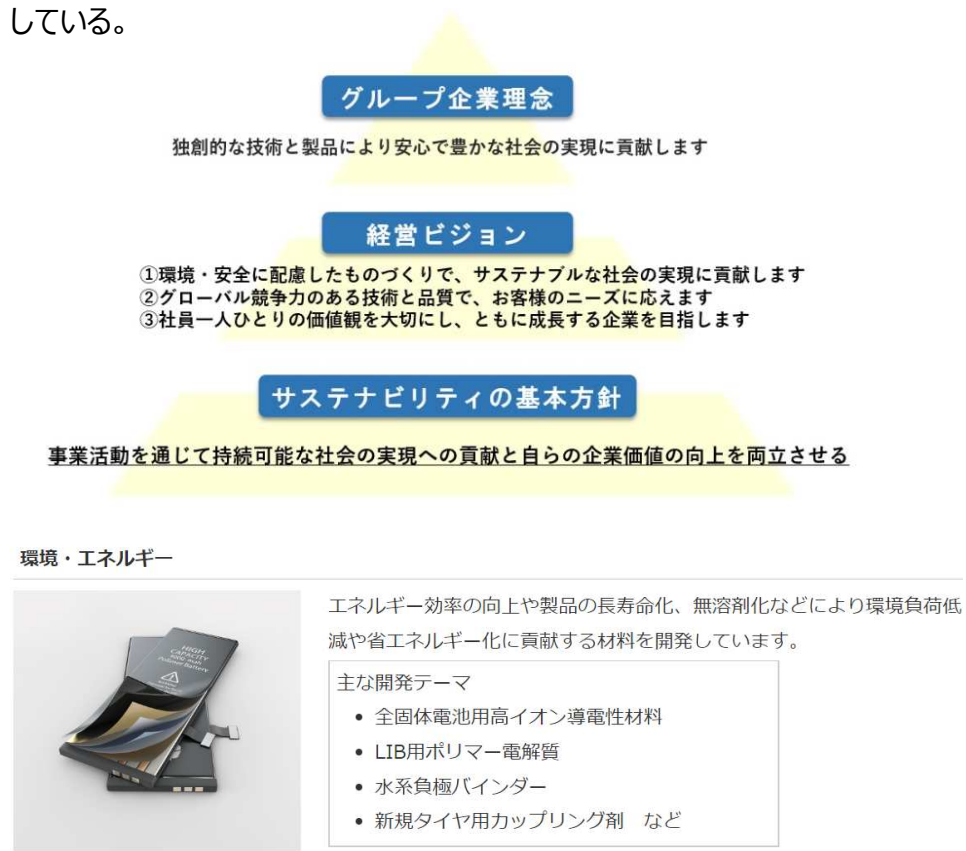 している。
グループ企業理念
独創的な技術と製品により安心で豊かな社会の実現に貢献します
経営ビジョン
①環境・安全に配慮したものづくりで、サステナブルな社会の実現に貢献します
②グローバル競争力のある技術と品質で、お客様のニーズに応えます
③社員一人ひとりの価値観を大切にし、ともに成長する企業を目指します
サステナビリティの基本方針
事業活動を通じて持続可能な社会の実現への貢献と自らの企業価値の向上を両立させる
環境・エネルギー
エネルギー効率の向上や製品の長寿命化、無溶剤化などにより環境負荷低
減や省エネルギー化に貢献する材料を開発しています。
主な開発テーマ
• 全固体電池用高イオン導電性材料
• LIB用ポリマー電解質
• 水系負極バインダー
• 新規タイヤ用カップリング剤　など
HIGH
CAPACITY
Battery